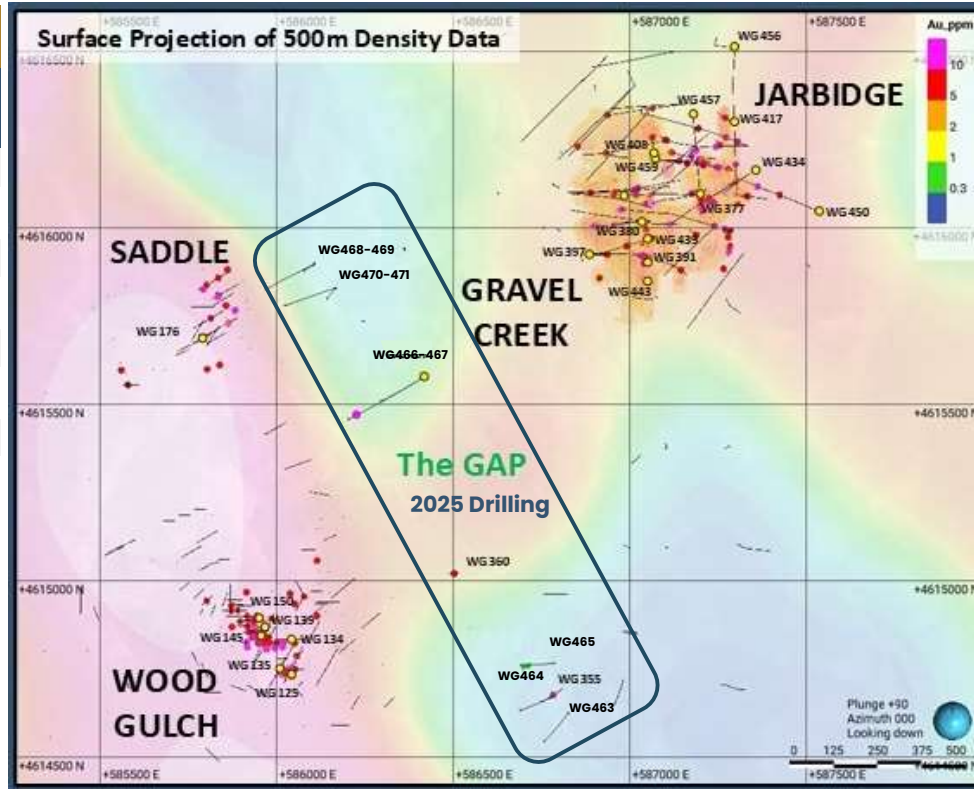 +585500 E
+586000 E
+586500 E
+587000 E
+587500 E
Surface Projection of 500m Density Data
Au_ppm
10
5
2
1
0.3
WG 456
JARBIDGE
WG 457
WG 417
WG 408
WG 459
WG 434
WG 377
WG 450
+4616000 N
SADDLE
WG468-469
WG470-471
WG 380
WG 433
WG397
WG 391
WG 443
GRAVEL
CREEK
WG 176
WG466-467
+4615500 N
+4615500 N
The GAP
2025 Drilling
WG 360
+4615000 N
+4615000 N
WG 150
WG 139
WG 145
WG 134
WG 135
WG 129
WOOD
GULCH
WG465
WG464
WG 355
WG463
Plunge +90
Azimuth 000
Looking down
0 125 250 375 500
+4614500 N
+585500 E
+586000 E
+586500 E
+587000 E
+587500 E